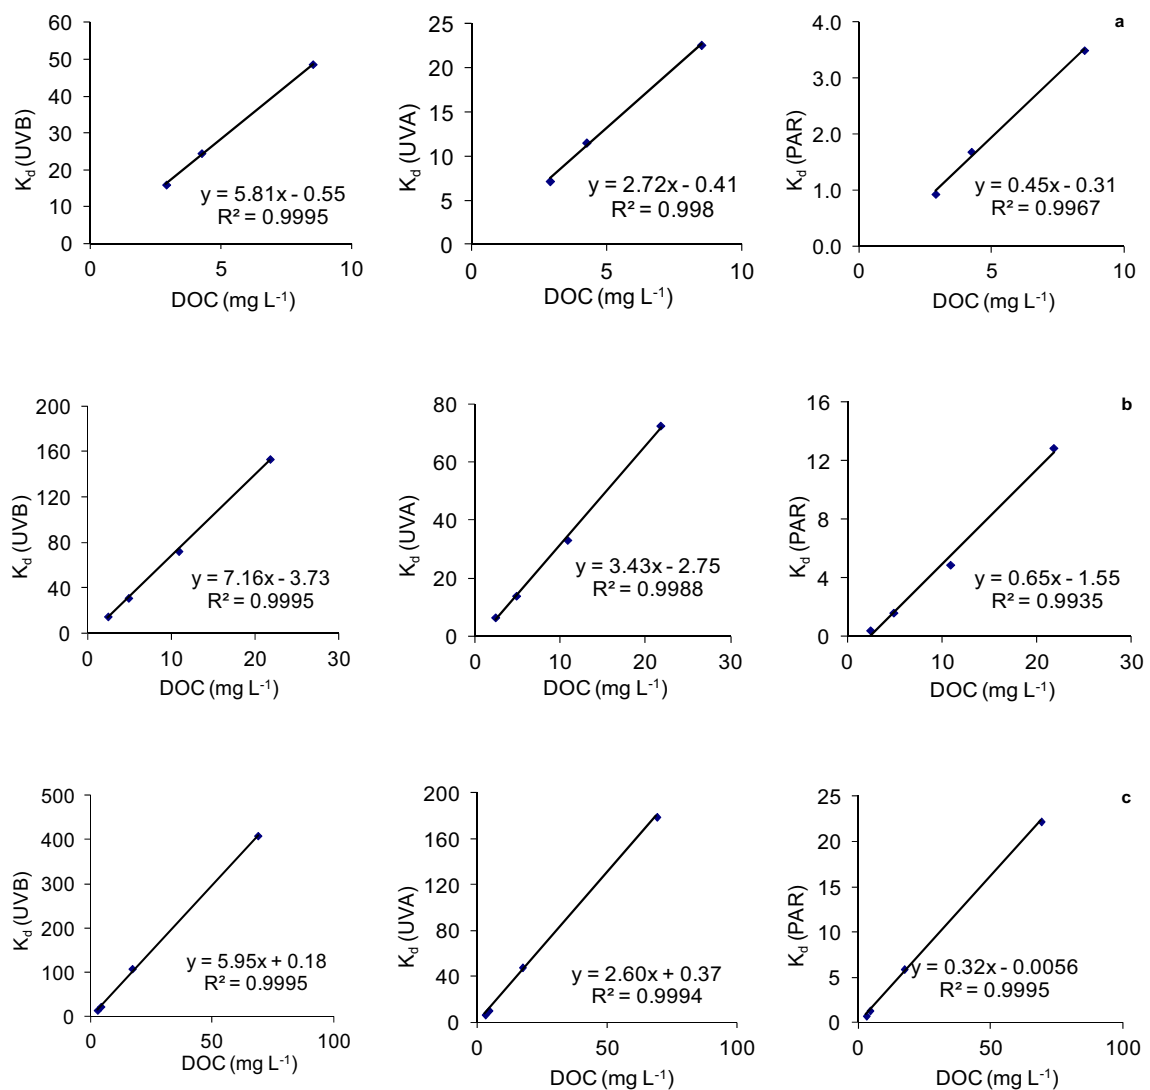 a
60
50
40
30
20
10
0
K_d (UVB)
y = 5.81x - 0.55
R² = 0.9995
0 5 10
DOC (mg L⁻¹)
25
20
15
10
5
0
K_d (UVA)
y = 2.72x - 0.41
R² = 0.998
0 5 10
DOC (mg L⁻¹)
4.0
3.0
2.0
1.0
0.0
K_d (PAR)
y = 0.45x - 0.31
R² = 0.9967
0 5 10
DOC (mg L⁻¹)
b
200
160
120
80
40
0
K_d (UVB)
y = 7.16x - 3.73
R² = 0.9995
0 10 20 30
DOC (mg L⁻¹)
80
60
40
20
0
K_d (UVA)
y = 3.43x - 2.75
R² = 0.9988
0 10 20 30
DOC (mg L⁻¹)
16
12
8
4
0
K_d (PAR)
y = 0.65x - 1.55
R² = 0.9935
0 10 20 30
DOC (mg L⁻¹)
c
500
400
300
200
100
0
K_d (UVB)
y = 5.95x + 0.18
R² = 0.9995
0 50 100
DOC (mg L⁻¹)
200
160
120
80
40
0
K_d (UVA)
y = 2.60x + 0.37
R² = 0.9994
0 50 100
DOC (mg L⁻¹)
25
20
15
10
5
0
K_d (PAR)
y = 0.32x - 0.0056
R² = 0.9995
0 50 100
DOC (mg L⁻¹)